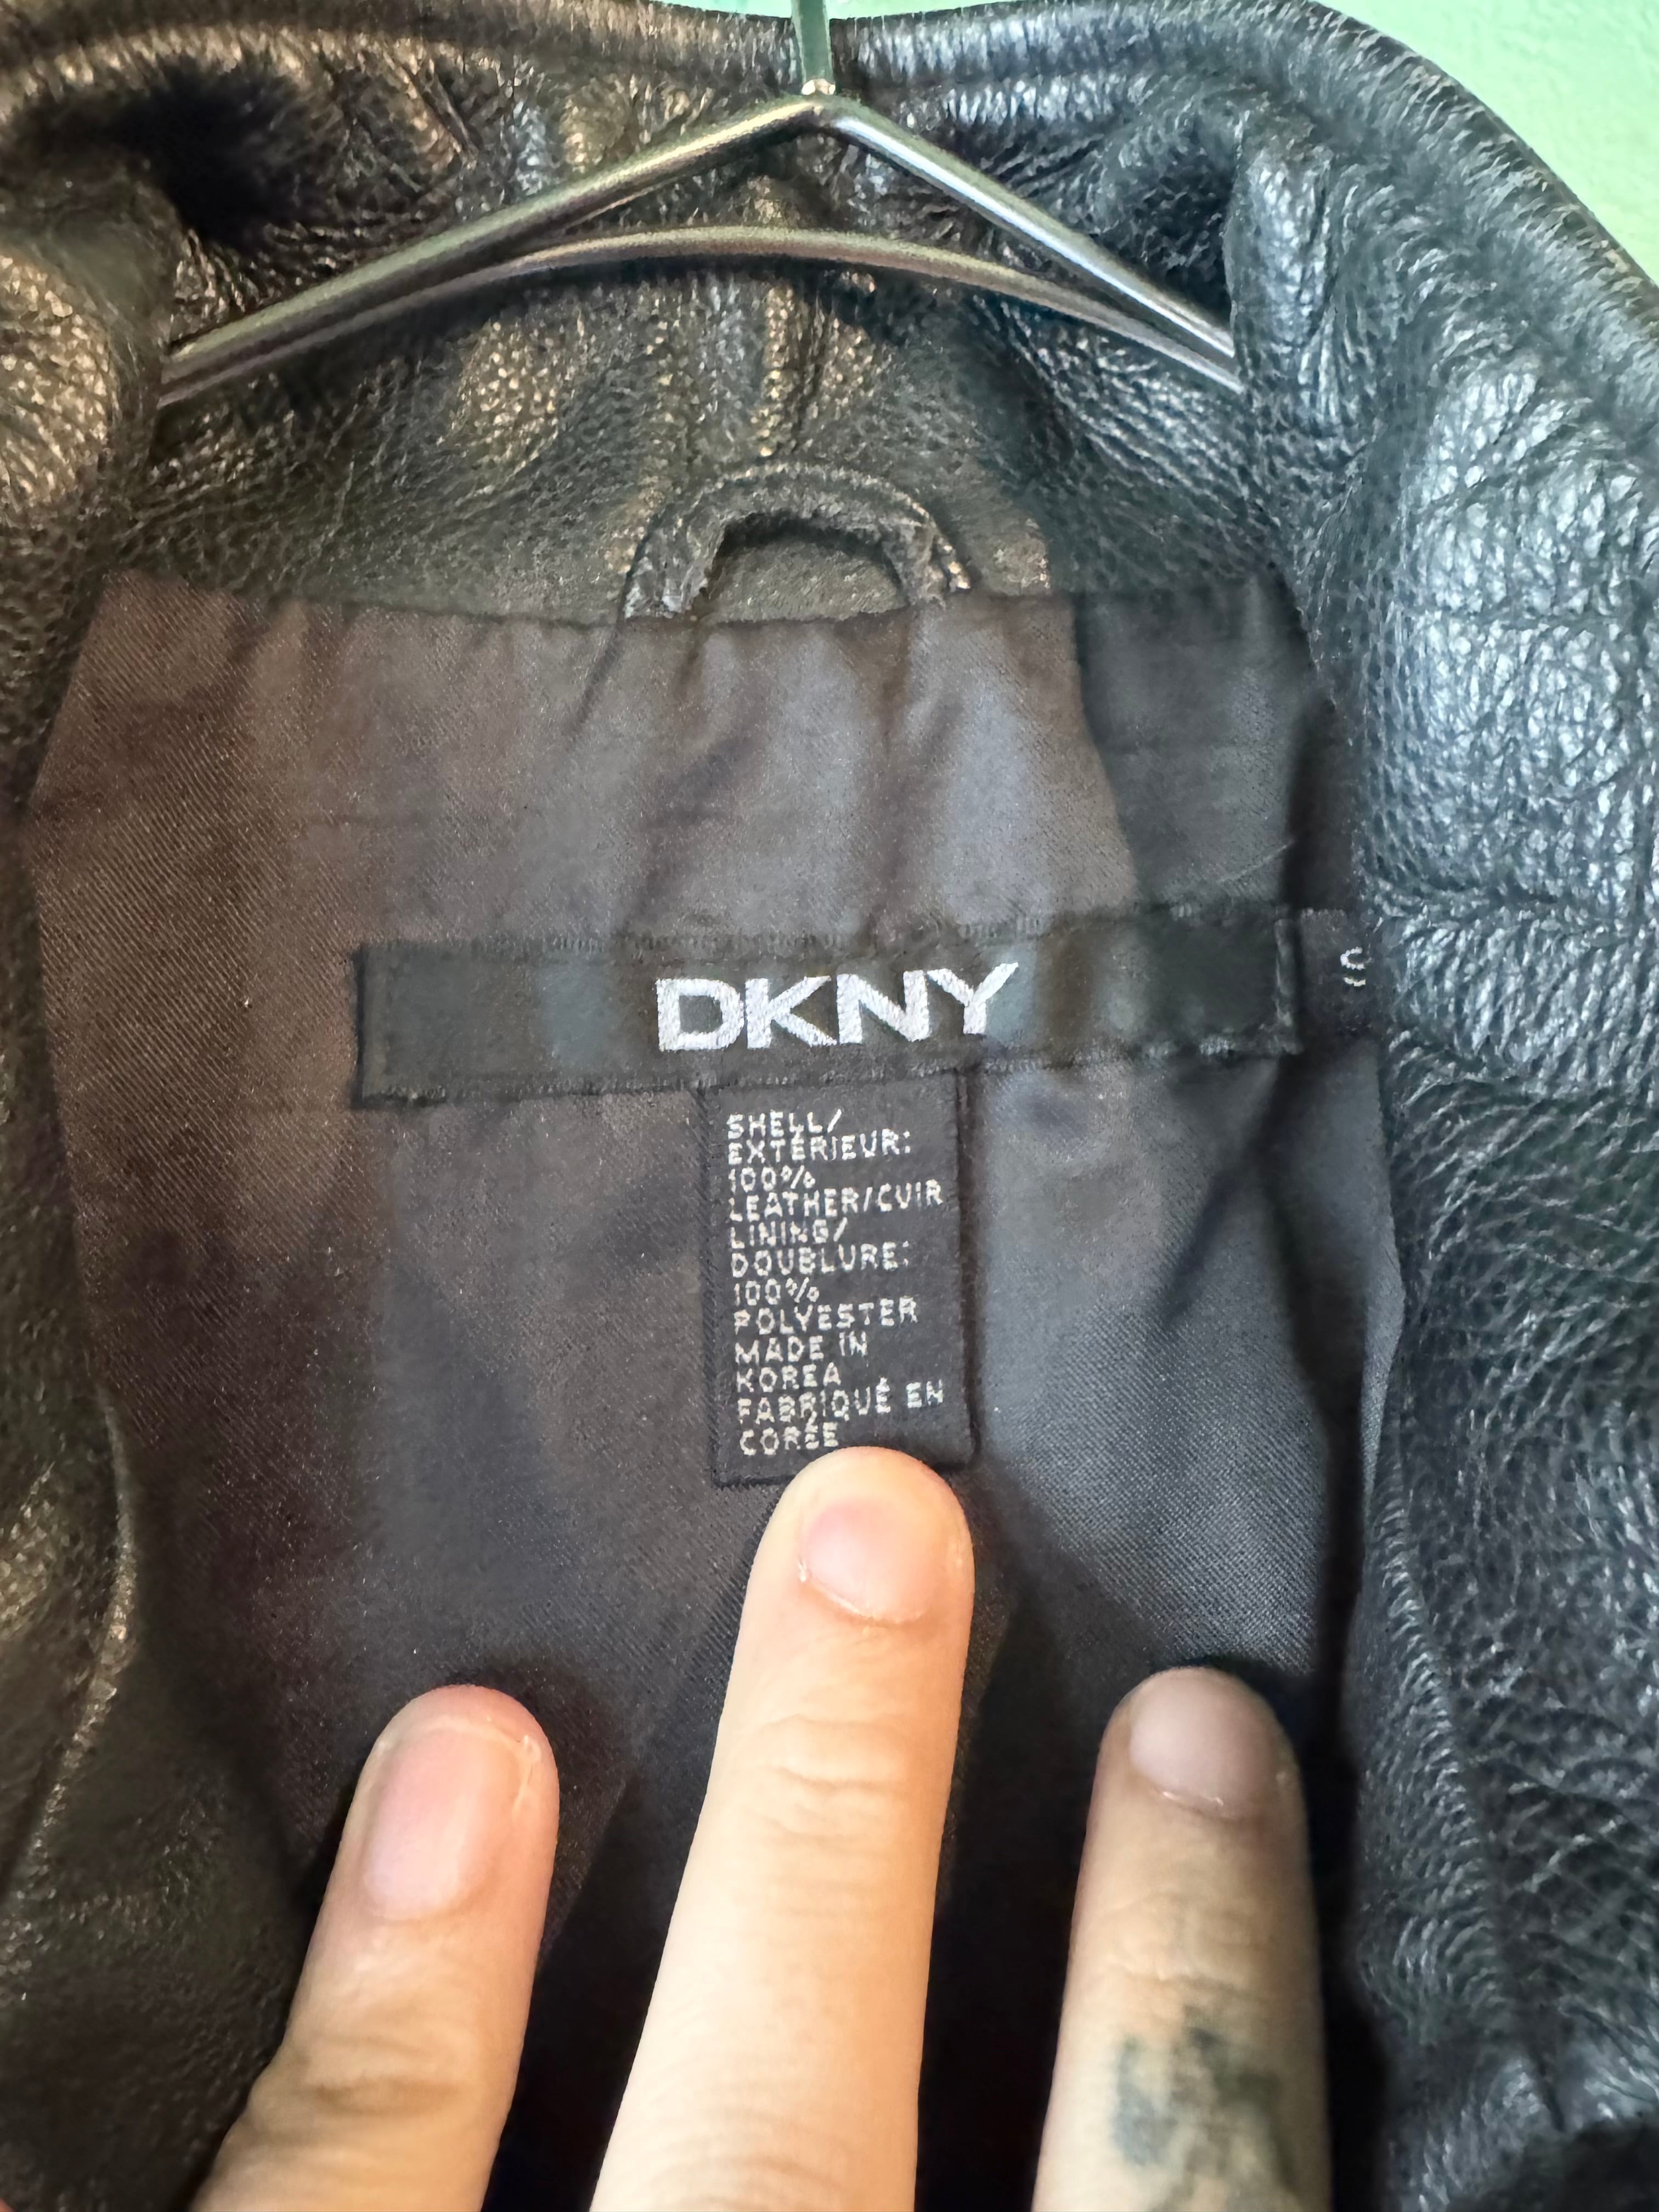 DKNY
SHELL/
EXTÉRIEUR:
100%
LEATHER/CUIR
LINING/
DOUBLURE:
100%
POLYESTER
MADE IN
KOREA
FABRIQUÉ EN
CORÉE